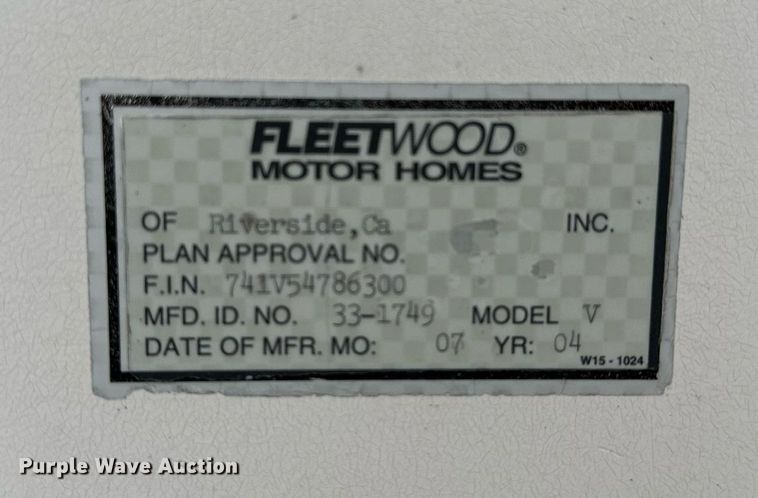 FLEETWOOD®
MOTOR HOMES
OF Riverside,Ca INC.
PLAN APPROVAL NO.
F.I.N. 741V54786300
MFD. ID. NO. 33-1749 MODEL V
DATE OF MFR. MO: 07 YR: 04
W15-1024
Purple Wave Auction